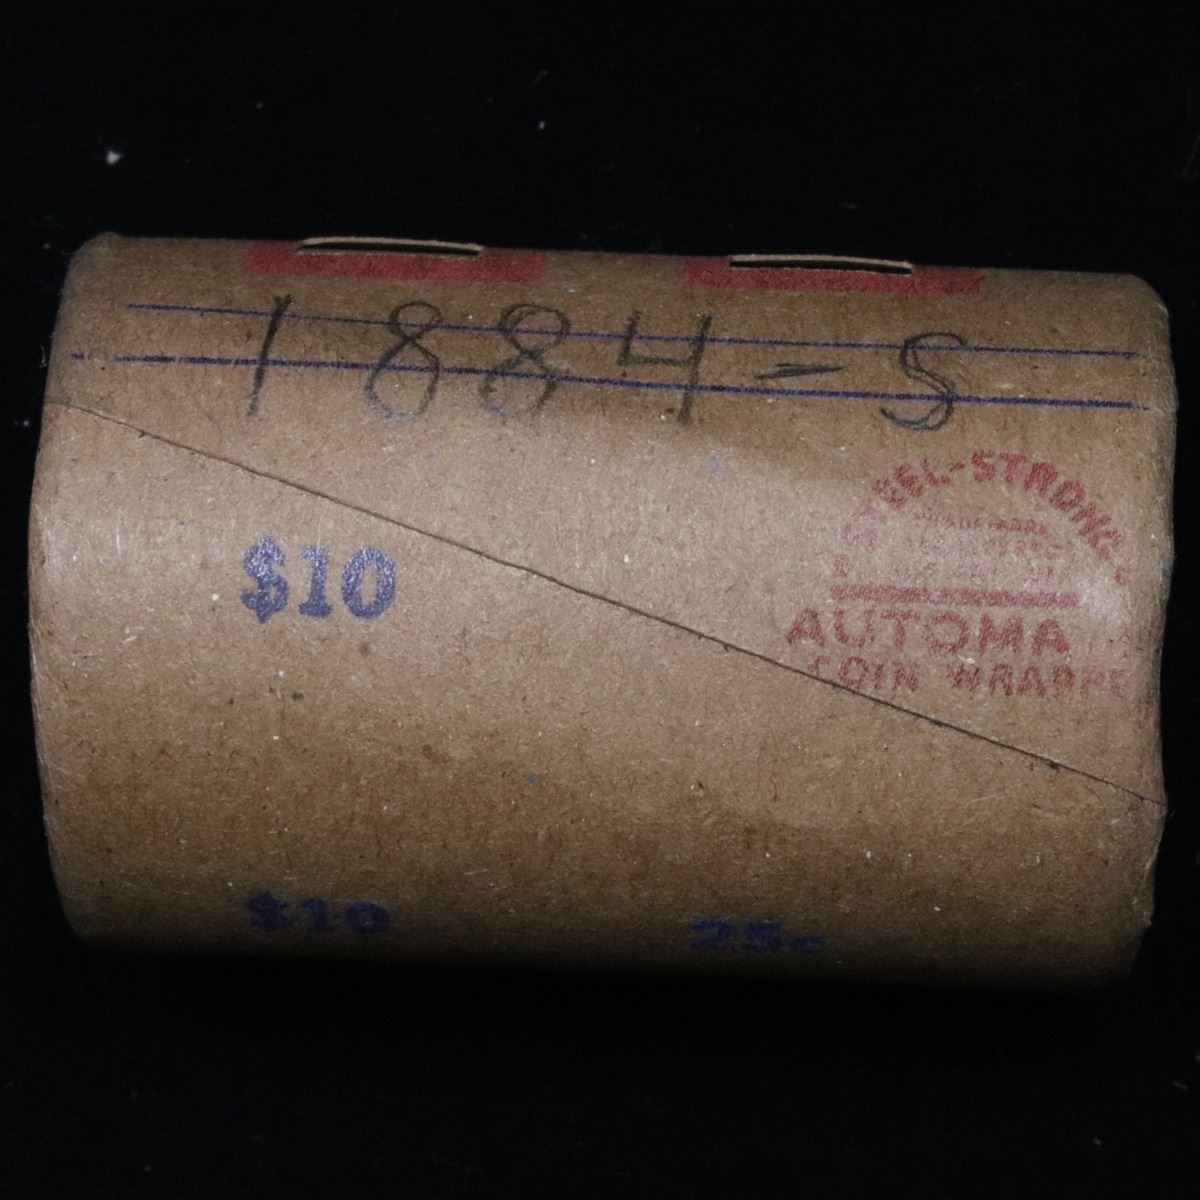 1884-S
STEEL-STRONG
AUTOMA
COIN WRAPPE
$10
$10 25c